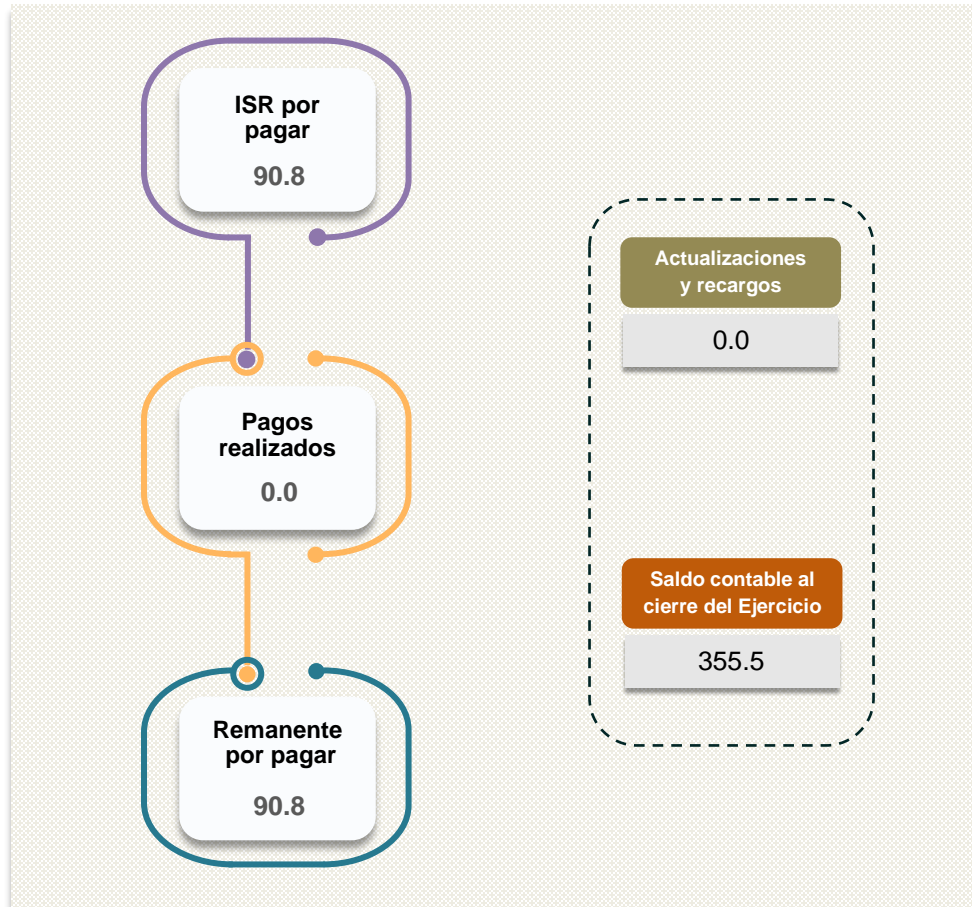 ISR por
pagar
90.8
Pagos
realizados
0.0
Remanente
por pagar
90.8
Actualizaciones
y recargos
0.0
Saldo contable al
cierre del Ejercicio
355.5